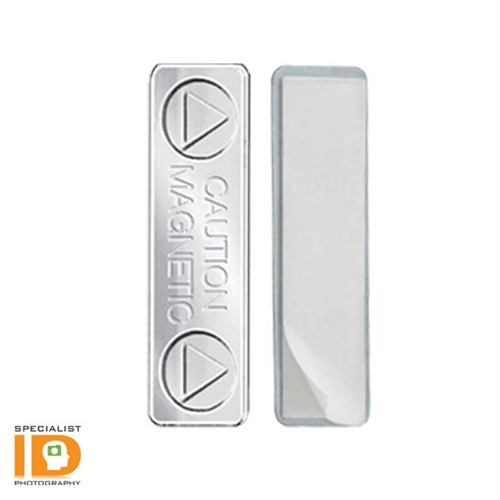 CAUTION
MAGNETIC
SPECIALIST
ID
PHOTOGRAPHY